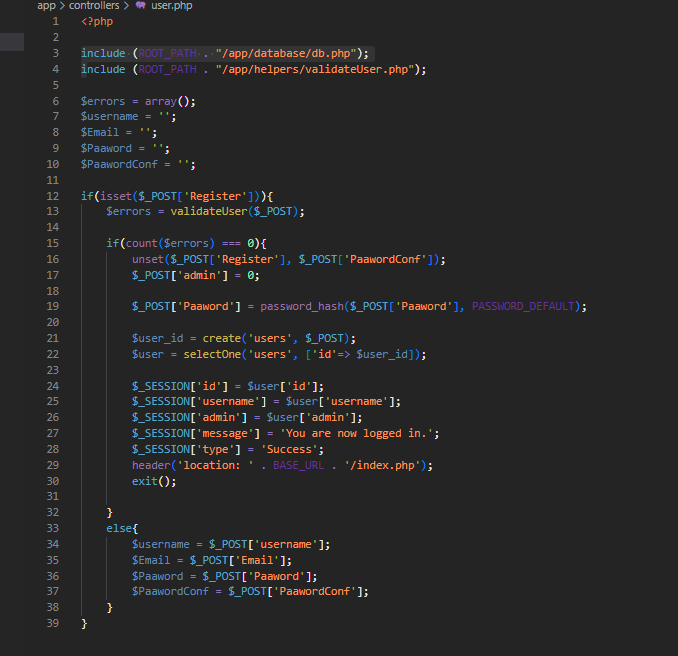 app > controllers > user.php
1 <?php
2
3 include (ROOT_PATH . "/app/database/db.php");
4 include (ROOT_PATH . "/app/helpers/validateUser.php");
5
6 $errors = array();
7 $username = '';
8 $Email = '';
9 $Paaword = '';
10 $PaawordConf = '';
11
12 if(isset($_POST['Register'])){
13 $errors = validateUser($_POST);
14
15 if(count($errors) === 0){
16 unset($_POST['Register'], $_POST['PaawordConf']);
17 $_POST['admin'] = 0;
18
19 $_POST['Paaword'] = password_hash($_POST['Paaword'], PASSWORD_DEFAULT);
20
21 $user_id = create('users', $_POST);
22 $user = selectOne('users', ['id'=> $user_id]);
23
24 $_SESSION['id'] = $user['id'];
25 $_SESSION['username'] = $user['username'];
26 $_SESSION['admin'] = $user['admin'];
27 $_SESSION['message'] = 'You are now logged in.';
28 $_SESSION['type'] = 'Success';
29 header('location: ' . BASE_URL . '/index.php');
30 exit();
31
32 }
33 else{
34 $username = $_POST['username'];
35 $Email = $_POST['Email'];
36 $Paaword = $_POST['Paaword'];
37 $PaawordConf = $_POST['PaawordConf'];
38 }
39 }